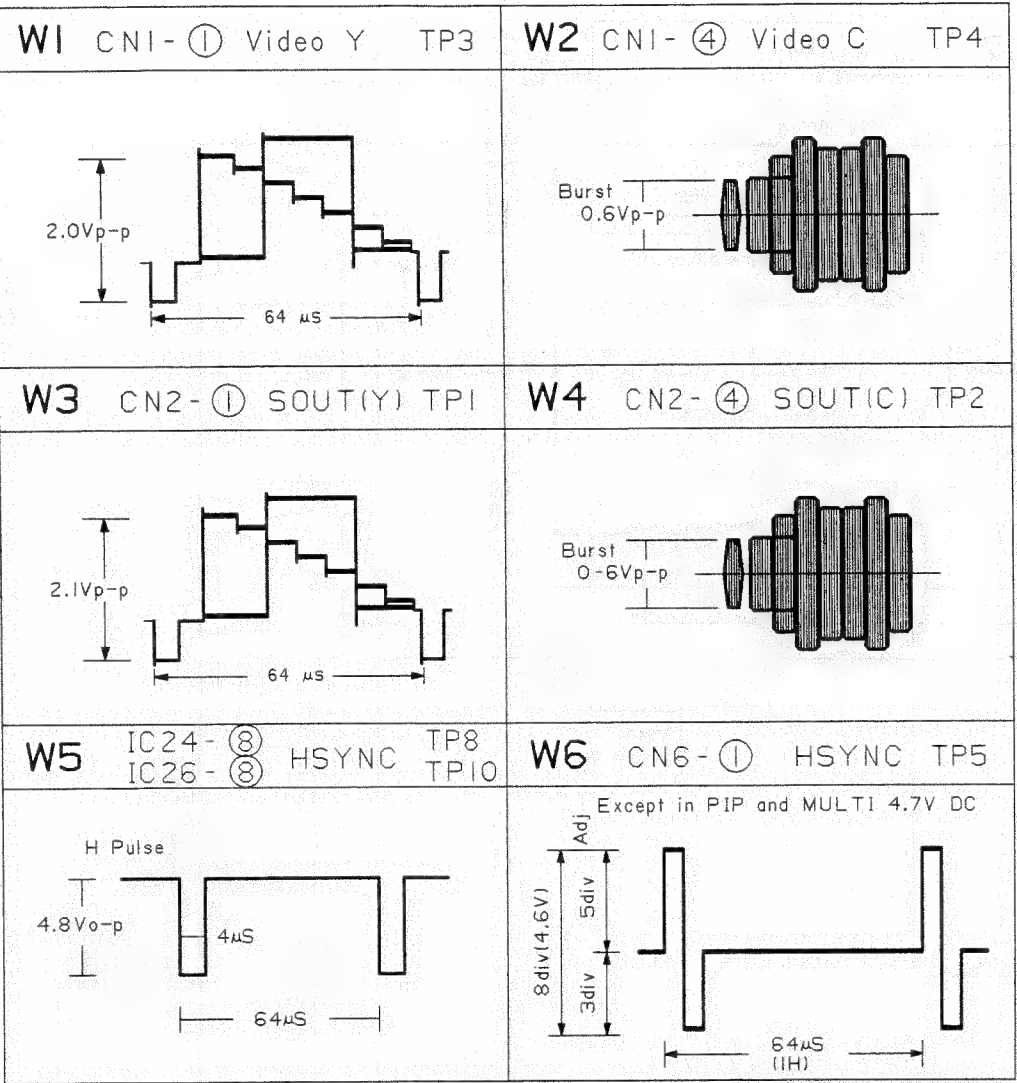 W1 CN1-① Video Y TP3
2.0Vp-p
64 µS
W2 CN1-④ Video C TP4
Burst
0.6Vp-p
W3 CN2-① SOUT(Y) TP1
2.1Vp-p
64 µS
W4 CN2-④ SOUT(C) TP2
Burst
0-6Vp-p
W5 IC24-⑧ HSYNC TP8
IC26-⑧ TP10
H Pulse
4.8Vo-p
4µS
64µS
W6 CN6-① HSYNC TP5
Except in PIP and MULTI 4.7V DC
Adj
8div(4.6V)
5div
3div
64µS
(1H)